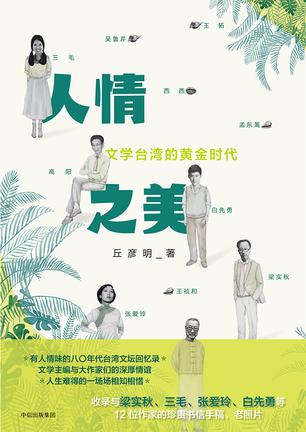 王拓
吴鲁芹
三毛
人情
西西
孟东篱
文学台湾的黄金时代
高阳
之美
白先勇
丘彦明_著
梁实秋
王祯和
张爱玲
★有人情味的八〇年代台湾文坛回忆录
文学主编与大作家们的深厚情谊
★人生难得的一场场相知相惜★
收录与梁实秋、三毛、张爱玲、白先勇等
12位作家的珍贵书信手稿、老照片
中信出版集团